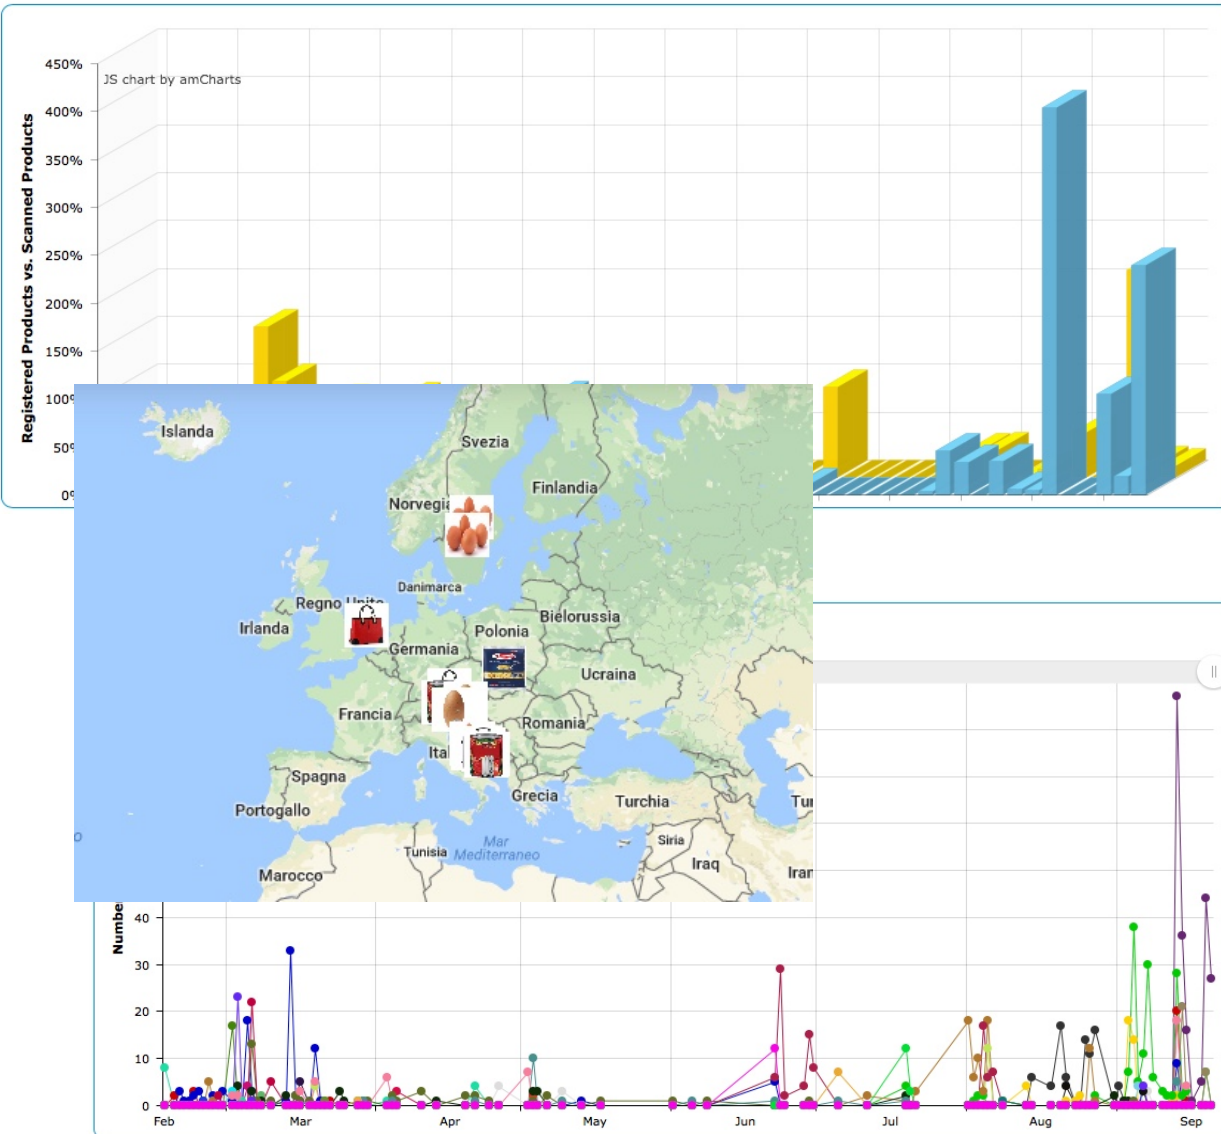 450%
JS chart by amCharts
400%
350%
300%
250%
200%
150%
100%
50%
0%
Registered Products vs. Scanned Products
Islanda
Svezia
Finlandia
Norvegia
Danimarca
Regno Unito
Irlanda
Bielorussia
Polonia
Germania
Ucraina
Francia
Romania
Ital
Spagna
Grecia
Portogallo
Turchia
Tur
Siria
Tunisia
Mar
Mediterraneo
Iraq
Iran
Marocco
o
Number
40
30
20
10
0
Feb Mar Apr May Jun Jul Aug Sep